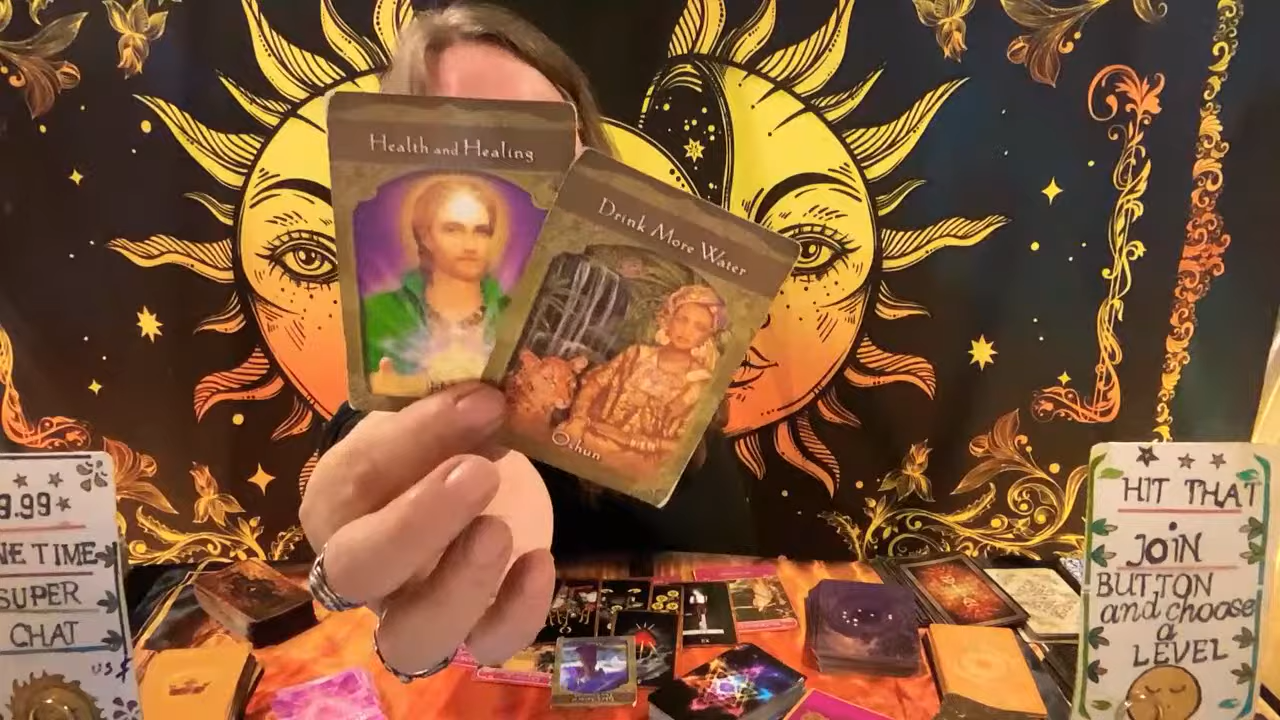 Health and Healing
Drink More Water
Oshun
9.99
NE TIME
SUPER
CHAT
US $
HIT THAT
JOIN
BUTTON
and choose
a
LEVEL